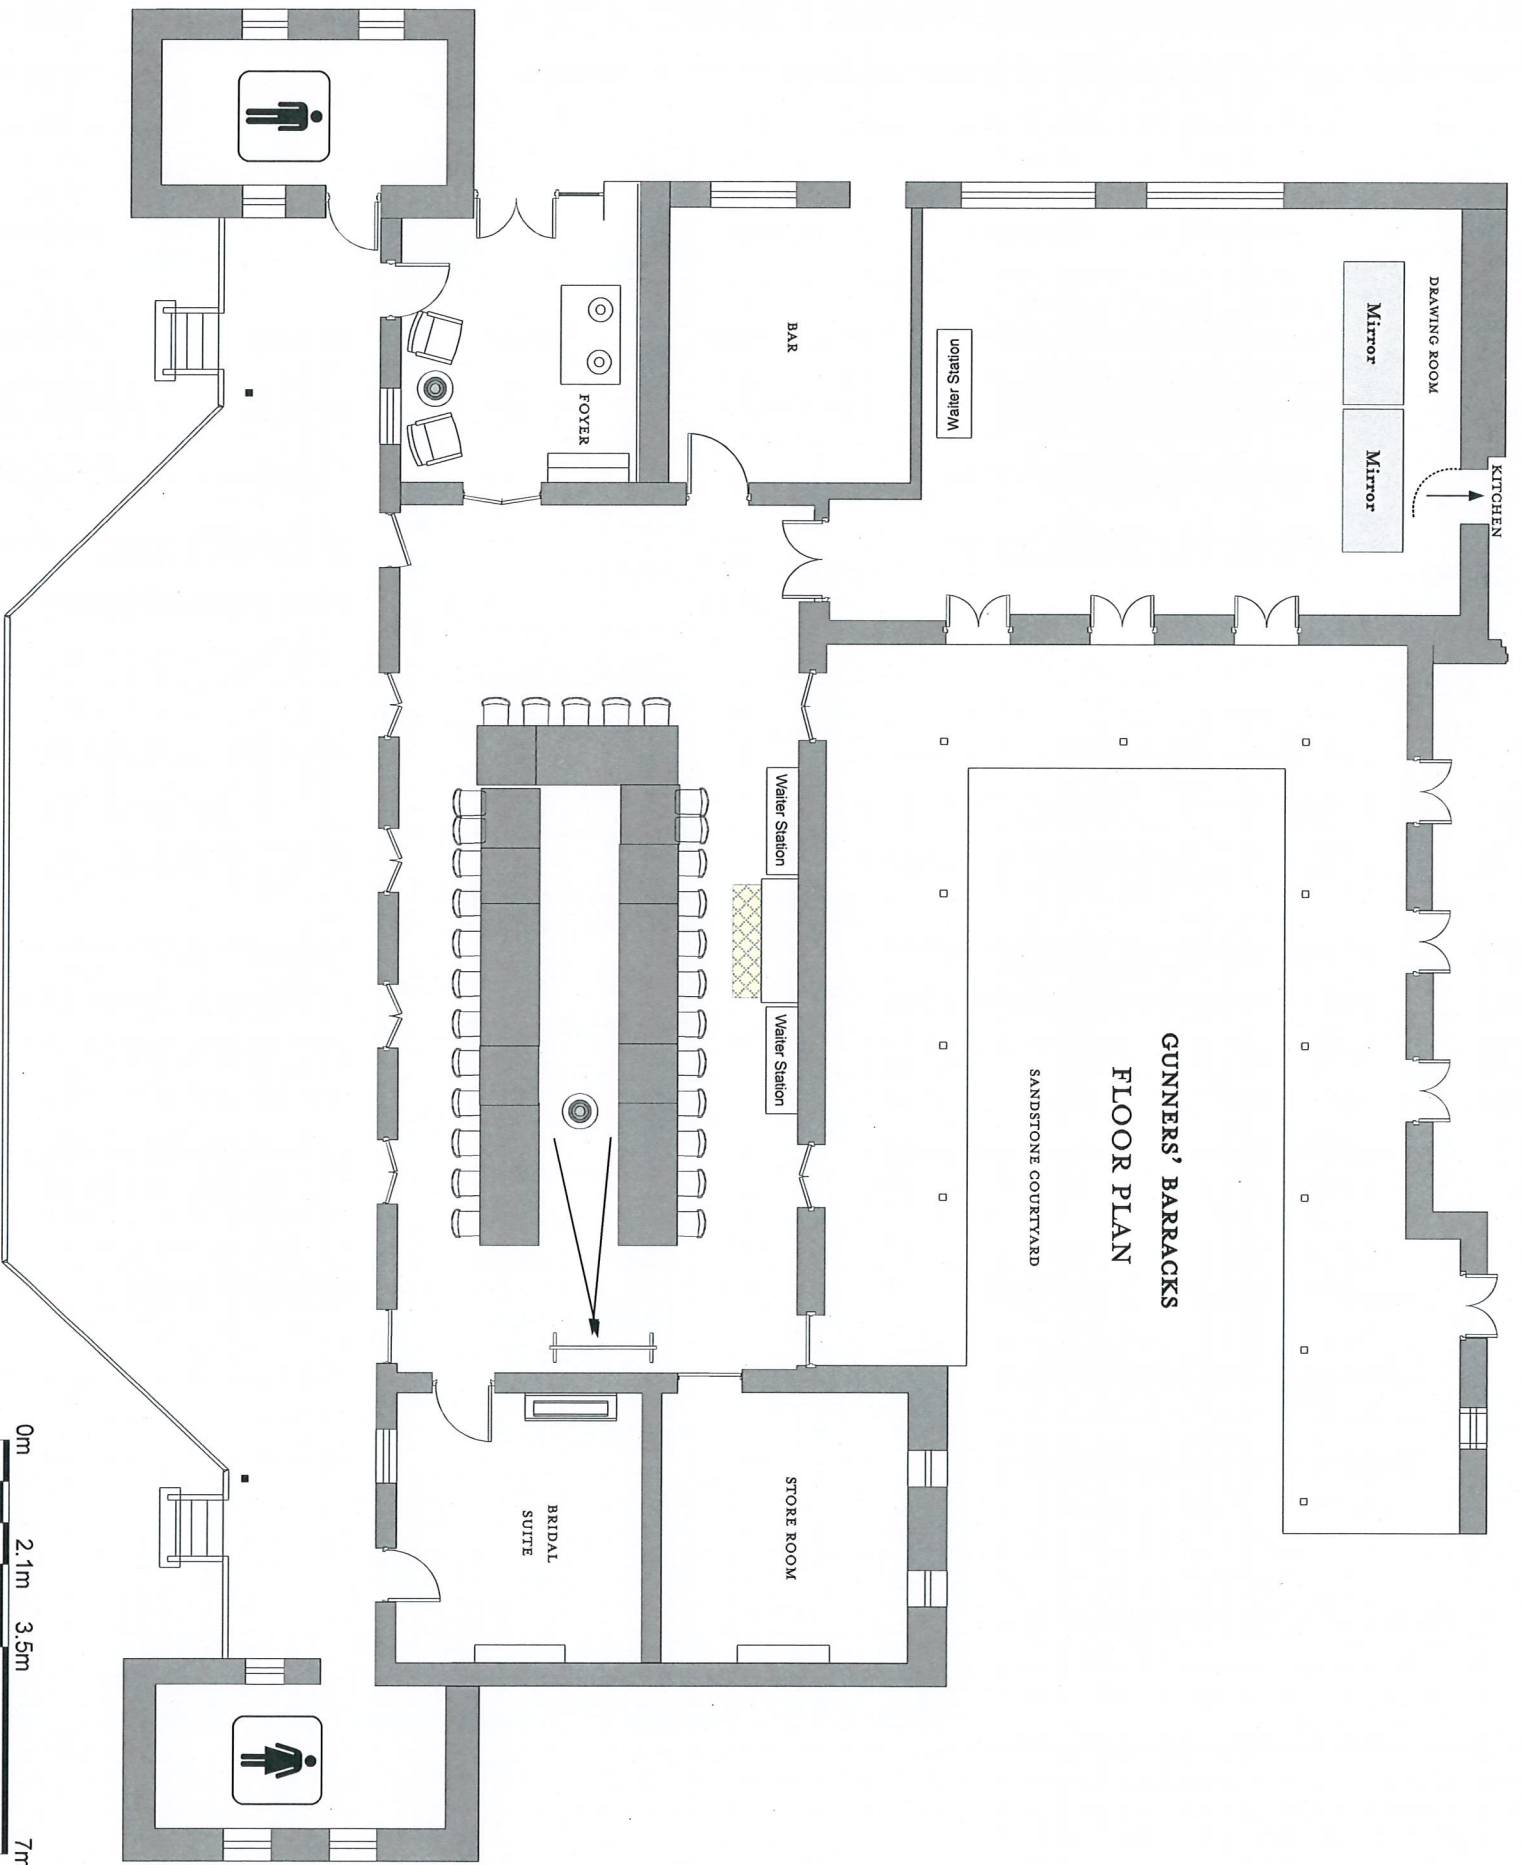 KITCHEN
DRAWING ROOM
Mirror
Mirror
Waiter Station
BAR
FOYER
GUNNERS' BARRACKS
FLOOR PLAN
SANDSTONE COURTYARD
Waiter Station
Waiter Station
STORE ROOM
BRIDAL
SUITE
0m
2.1m
3.5m
7m